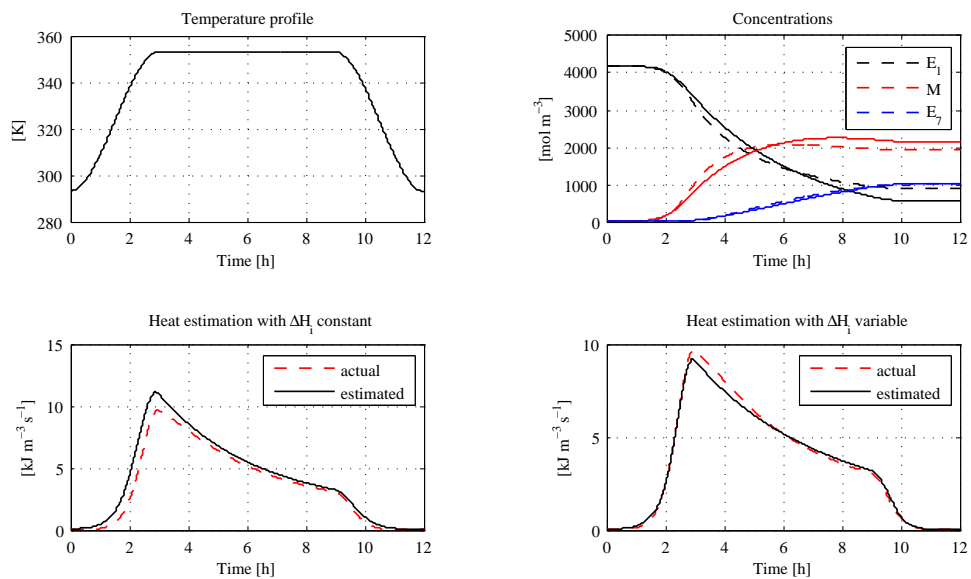 Temperature profile
360
340
320
300
280
[K]
0 2 4 6 8 10 12
Time [h]
Concentrations
5000
4000
3000
2000
1000
0
[mol m⁻³]
E₁
M
E₇
0 2 4 6 8 10 12
Time [h]
Heat estimation with ΔHᵢ constant
15
10
5
0
[kJ m⁻³ s⁻¹]
actual
estimated
0 2 4 6 8 10 12
Time [h]
Heat estimation with ΔHᵢ variable
10
5
0
[kJ m⁻³ s⁻¹]
actual
estimated
0 2 4 6 8 10 12
Time [h]